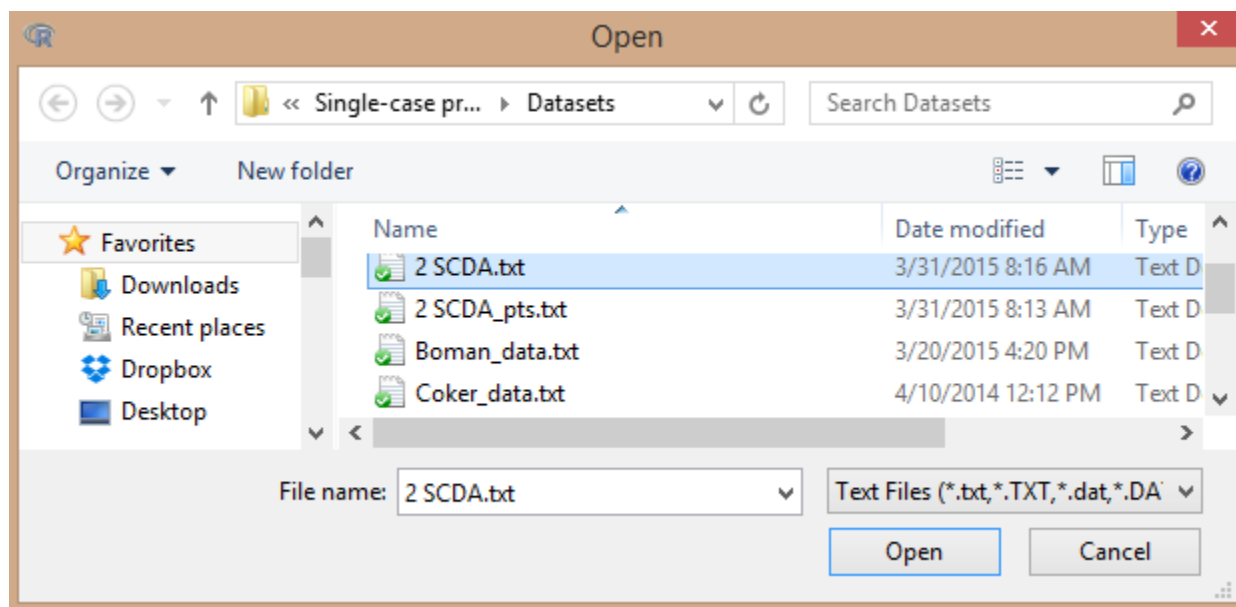 Open
« Single-case pr... Datasets Search Datasets
Organize New folder
Favorites
Downloads
Recent places
Dropbox
Desktop
Name Date modified Type
2 SCDA.txt 3/31/2015 8:16 AM Text D
2 SCDA_pts.txt 3/31/2015 8:13 AM Text D
Boman_data.txt 3/20/2015 4:20 PM Text D
Coker_data.txt 4/10/2014 12:12 PM Text D
File name: 2 SCDA.txt Text Files (*.txt,*.TXT,*.dat,*.DA
Open Cancel